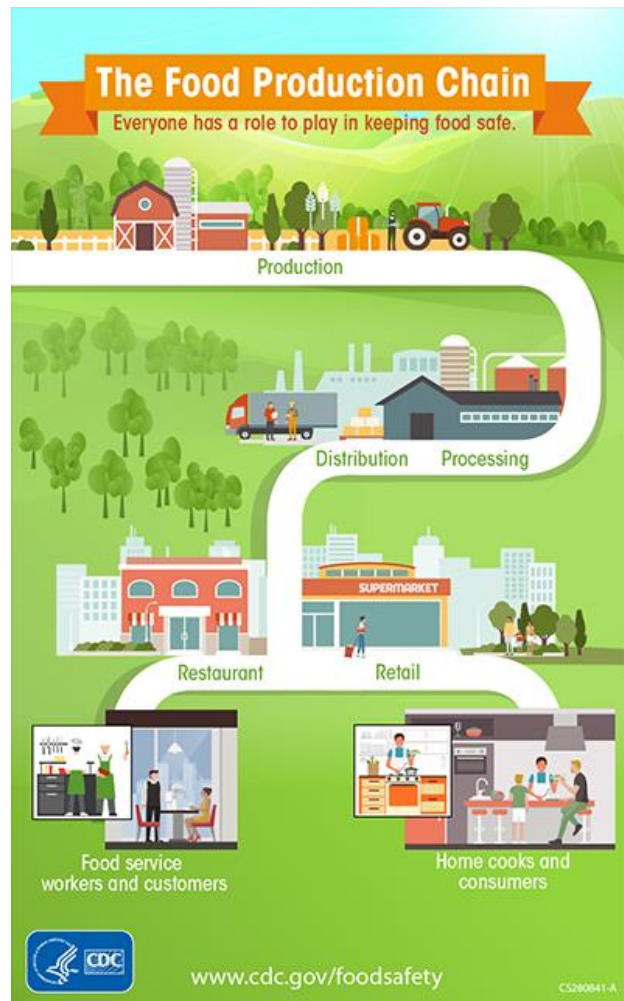 The Food Production Chain
Everyone has a role to play in keeping food safe.
Production
Distribution
Processing
SUPERMARKET
Restaurant
Retail
Food service
workers and customers
Home cooks and
consumers
CDC
www.cdc.gov/foodsafety
CS280841-A